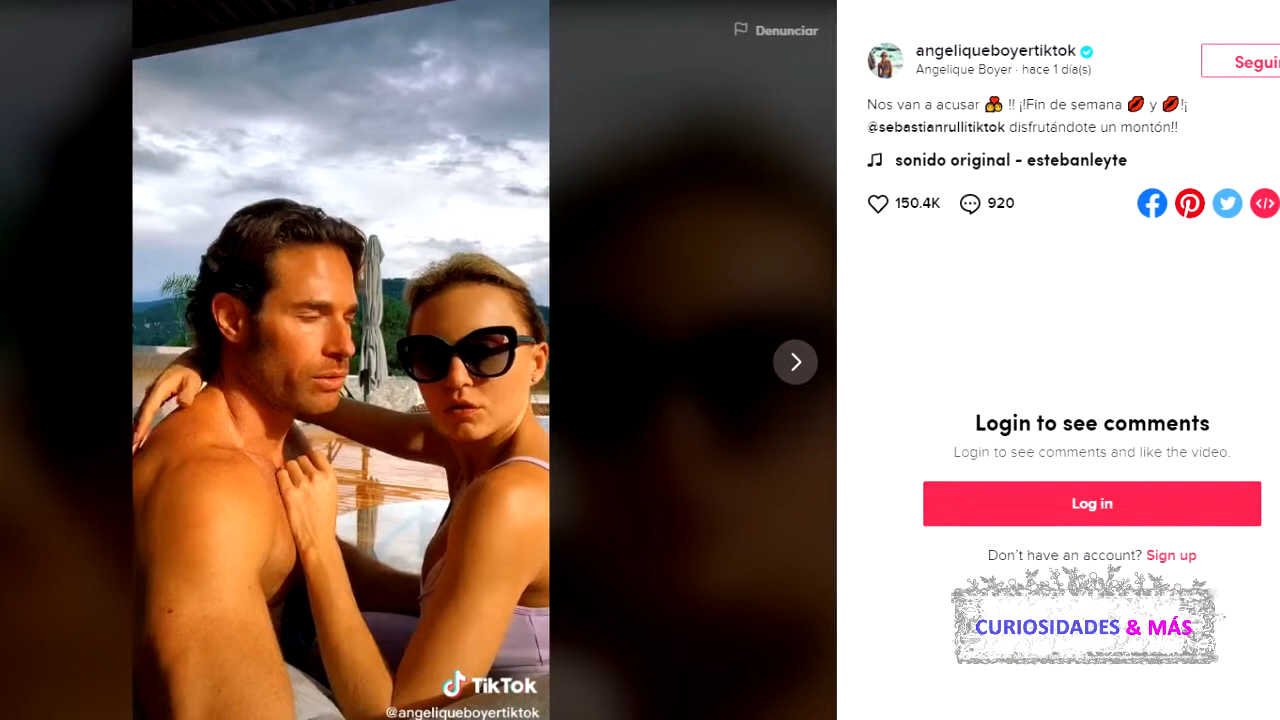 Denunciar
angeliqueboyertiktok
Angelique Boyer · hace 1 día(s)
Seguir
Nos van a acusar 💑 !! ¡!Fin de semana 💋 y 💋!¡
@sebastianrullitiktok disfrutándote un montón!!
sonido original - estebanleyte
150.4K
920
Login to see comments
Login to see comments and like the video.
Log in
Don't have an account? Sign up
CURIOSIDADES & MÁS
TikTok
@angeliqueboyertiktok